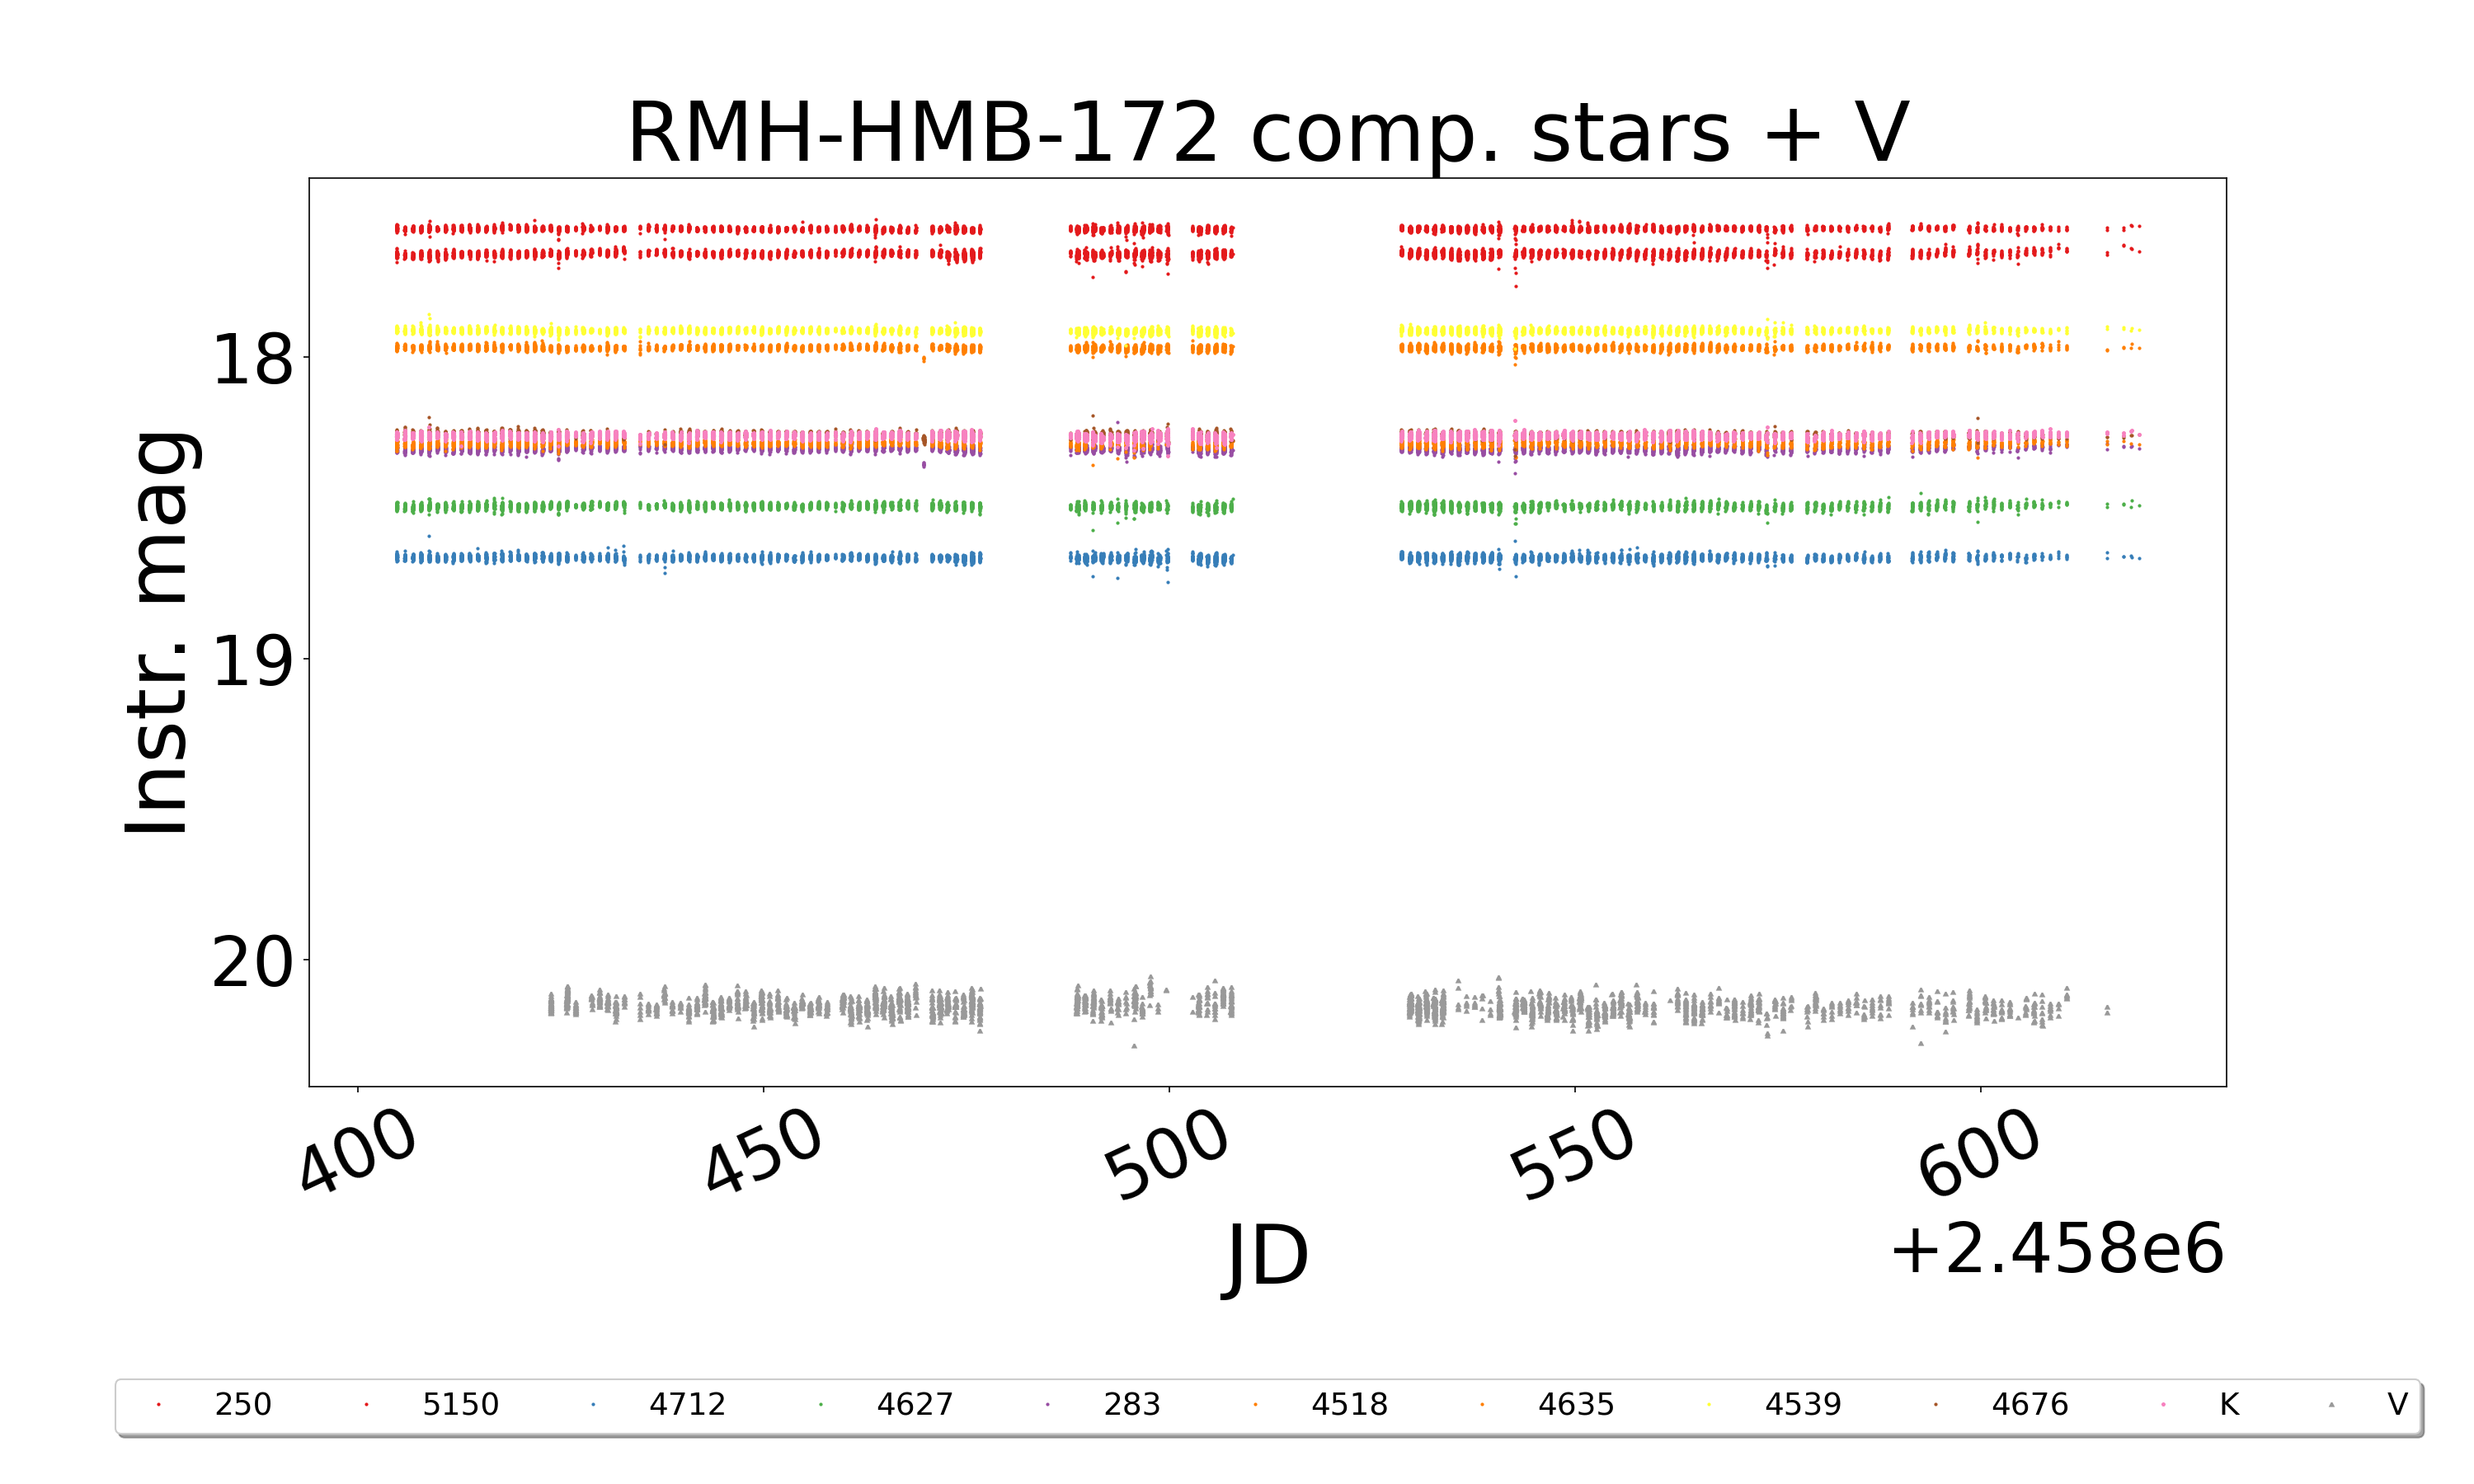 RMH-HMB-172 comp. stars + V
Instr. mag
18
19
20
400 450 500 550 600
JD
+2.458e6
250 5150 4712 4627 283 4518 4635 4539 4676 K V